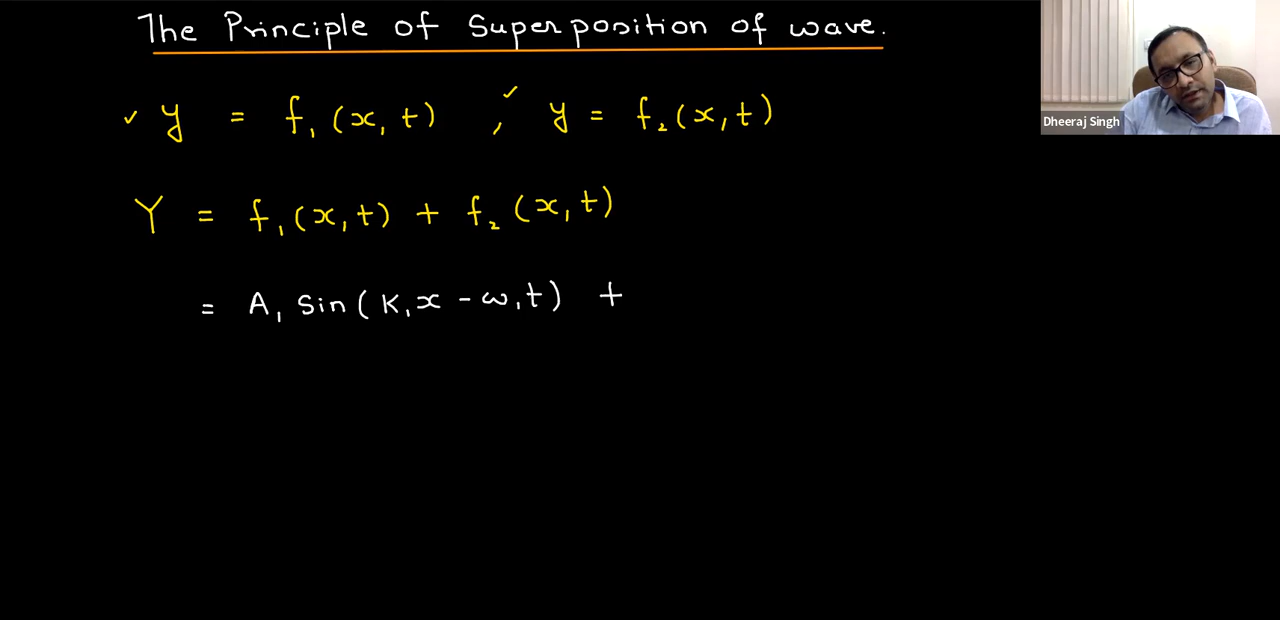 The Principle of Superposition of wave.
✓ y = f₁(x,t) , ✓ y = f₂(x,t)
Y = f₁(x,t) + f₂(x,t)
= A₁ Sin(K₁x - ω₁t) +
Dheeraj Singh